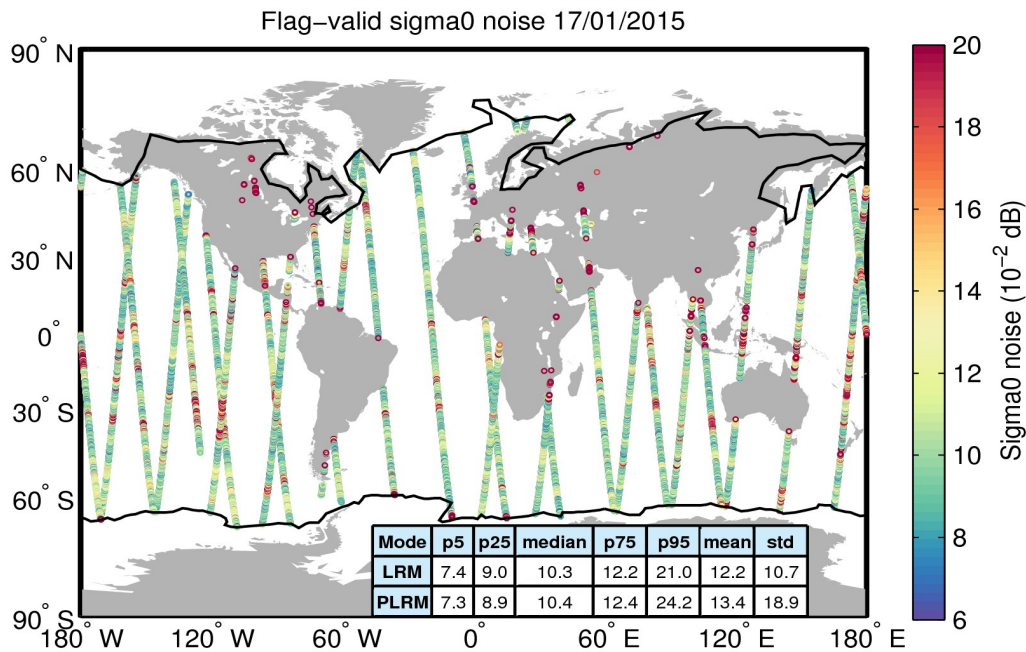 Flag−valid sigma0 noise 17/01/2015
90° N
60° N
30° N
0°
30° S
60° S
90° S
180° W
120° W
60° W
0°
60° E
120° E
180° E
20
18
16
14
12
10
8
6
Sigma0 noise (10⁻² dB)
Mode p5 p25 median p75 p95 mean std
LRM 7.4 9.0 10.3 12.2 21.0 12.2 10.7
PLRM 7.3 8.9 10.4 12.4 24.2 13.4 18.9